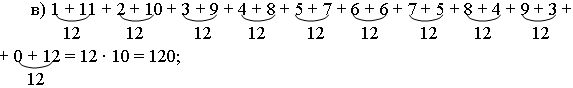 в) 1 + 11 + 2 + 10 + 3 + 9 + 4 + 8 + 5 + 7 + 6 + 6 + 7 + 5 + 8 + 4 + 9 + 3 +
12 12 12 12 12 12 12 12 12
+ 0 + 12 = 12 · 10 = 120;
12